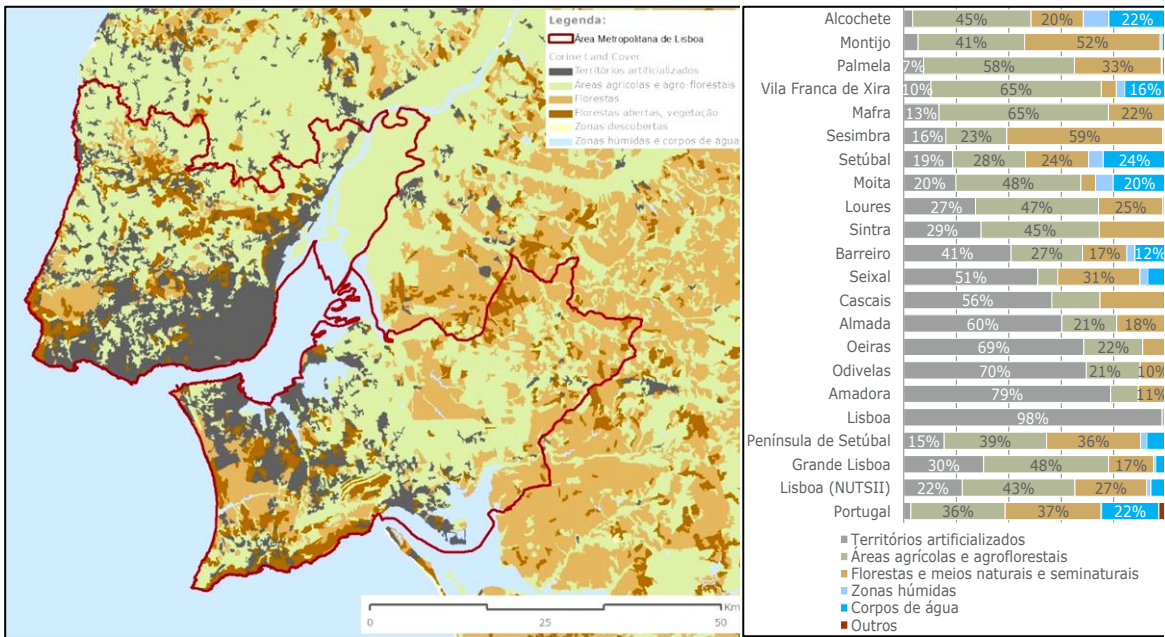 Legenda:
Área Metropolitana de Lisboa
Corine Land Cover
Territórios artificializados
Áreas agrícolas e agro-florestais
Florestas
Florestas abertas, vegetação
Zonas descobertas
Zonas húmidas e corpos de água
Km
0 25 50
Alcochete 45% 20% 22%
Montijo 41% 52%
Palmela 7% 58% 33%
Vila Franca de Xira 10% 65% 16%
Mafra 13% 65% 22%
Sesimbra 16% 23% 59%
Setúbal 19% 28% 24% 24%
Moita 20% 48% 20%
Loures 27% 47% 25%
Sintra 29% 45%
Barreiro 41% 27% 17% 12%
Seixal 51% 31%
Cascais 56%
Almada 60% 21% 18%
Oeiras 69% 22%
Odivelas 70% 21% 10%
Amadora 79% 11%
Lisboa 98%
Península de Setúbal 15% 39% 36%
Grande Lisboa 30% 48% 17%
Lisboa (NUTSII) 22% 43% 27%
Portugal 36% 37% 22%
Territórios artificializados
Áreas agrícolas e agroflorestais
Florestas e meios naturais e seminaturais
Zonas húmidas
Corpos de água
Outros